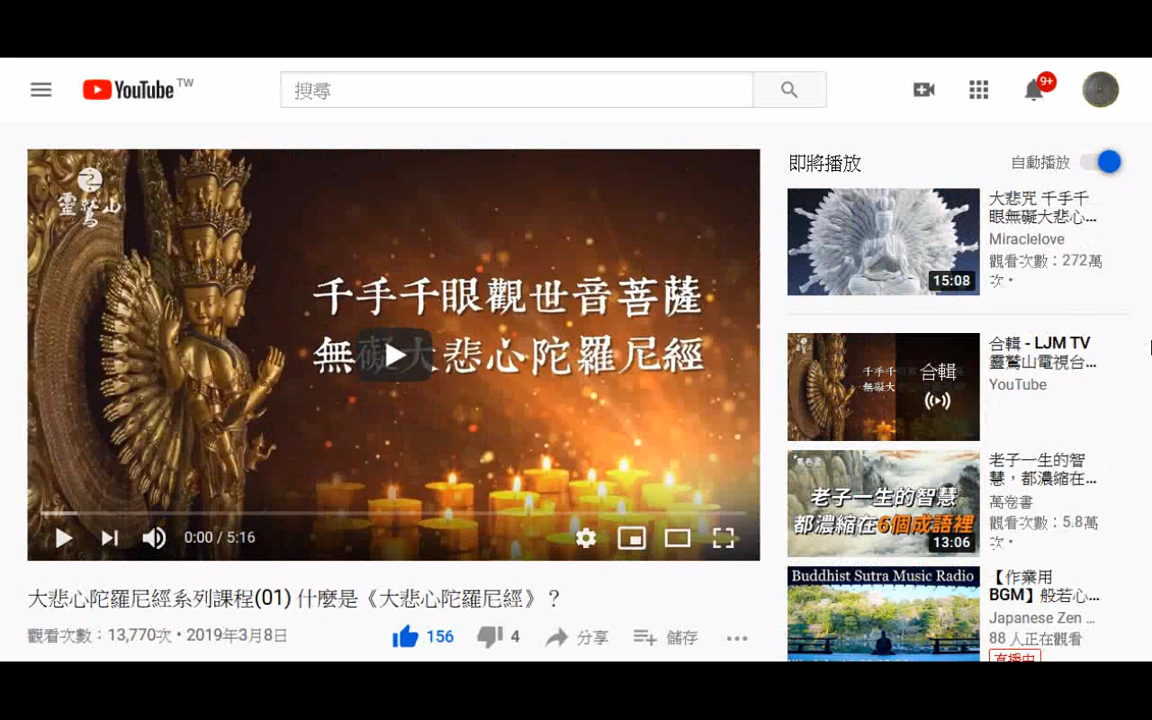 YouTube TW
搜尋
9+
靈鷲山
千手千眼觀世音菩薩
無礙大悲心陀羅尼經
0:00 / 5:16
大悲心陀羅尼經系列課程(01) 什麼是《大悲心陀羅尼經》？
觀看次數：13,770次 • 2019年3月8日
156
4
分享
儲存
即將播放
自動播放
15:08
大悲咒 千手千
眼無礙大悲心...
Miraclelove
觀看次數：272萬
次 •
千手千
無礙大
合輯
合輯 - LJM TV
靈鷲山電視台...
YouTube
老子一生的智慧
都濃縮在6個成語裡
13:06
老子一生的智
慧，都濃縮在...
萬卷書
觀看次數：5.8萬
次 •
Buddhist Sutra Music Radio
【作業用
BGM】般若心...
Japanese Zen ...
88 人正在觀看
直播中